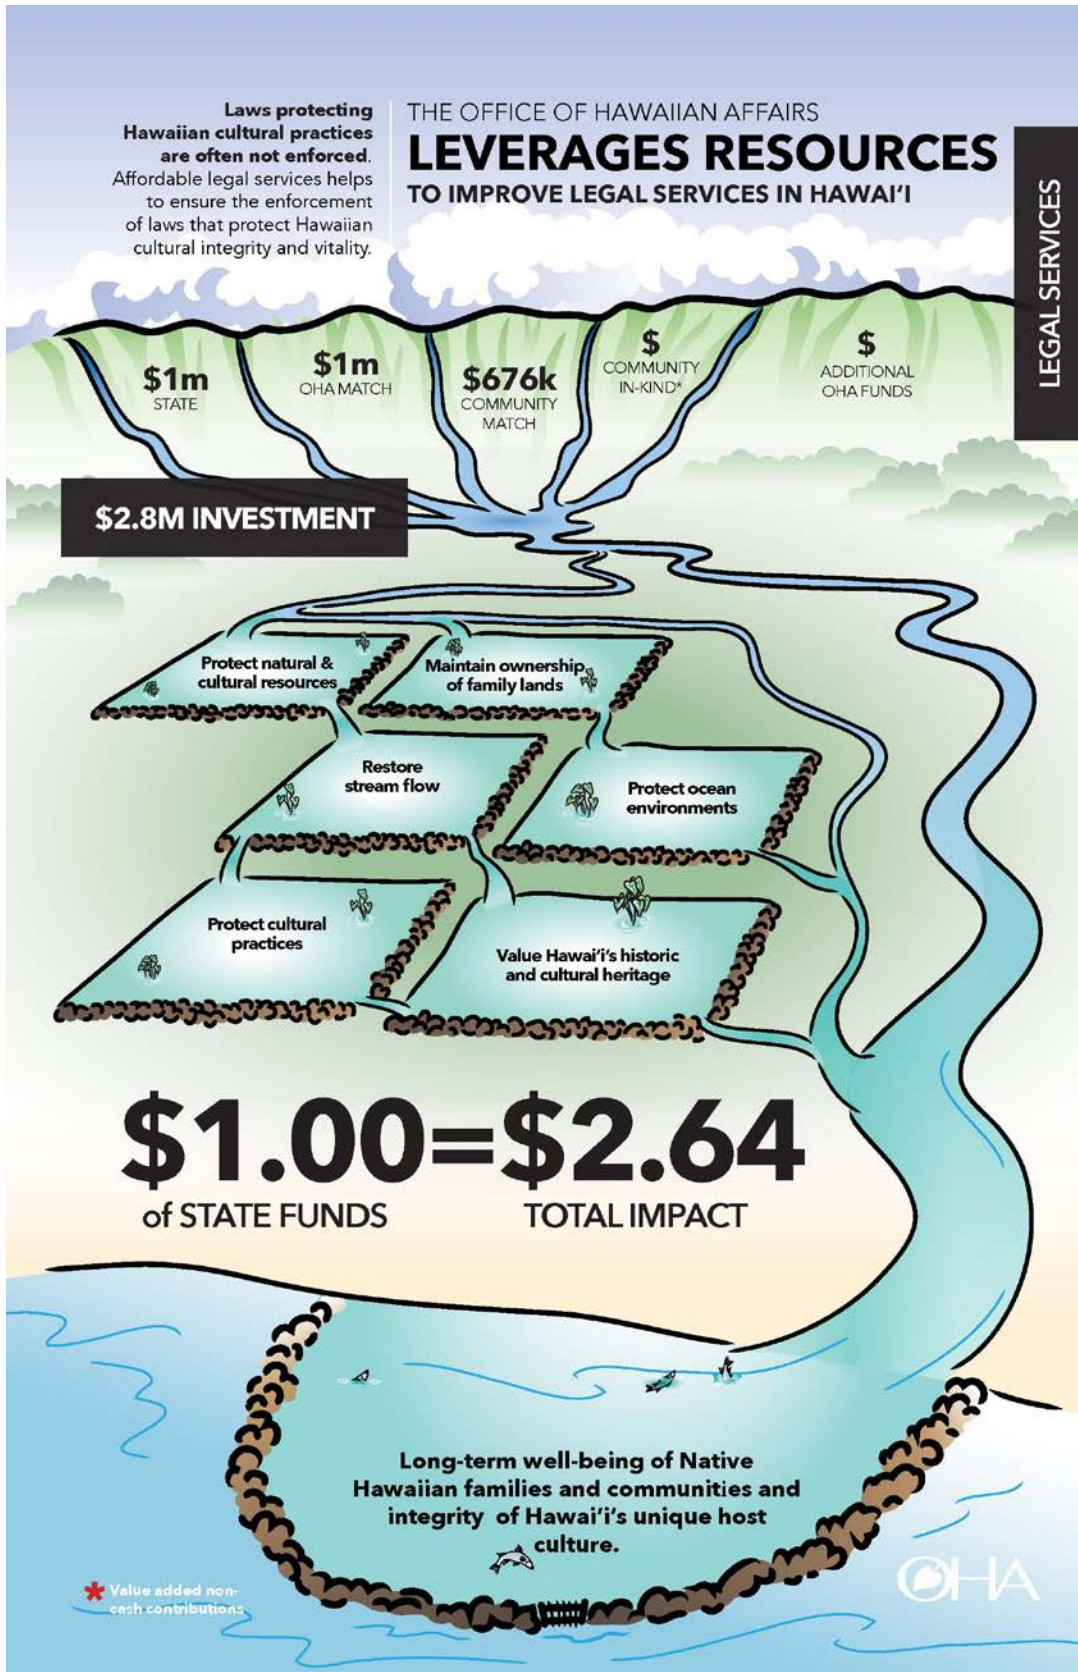 Laws protecting
Hawaiian cultural practices
are often not enforced.
Affordable legal services helps
to ensure the enforcement
of laws that protect Hawaiian
cultural integrity and vitality.
THE OFFICE OF HAWAIIAN AFFAIRS
LEVERAGES RESOURCES
TO IMPROVE LEGAL SERVICES IN HAWAI‘I
LEGAL SERVICES
$1m
STATE
$1m
OHA MATCH
$676k
COMMUNITY
MATCH
$
COMMUNITY
IN-KIND*
$
ADDITIONAL
OHA FUNDS
$2.8M INVESTMENT
Protect natural &
cultural resources
Maintain ownership
of family lands
Restore
stream flow
Protect ocean
environments
Protect cultural
practices
Value Hawai‘i’s historic
and cultural heritage
$1.00=$2.64
of STATE FUNDS
TOTAL IMPACT
Long-term well-being of Native
Hawaiian families and communities and
integrity of Hawai‘i’s unique host
culture.
* Value added non-
cash contributions
OHA